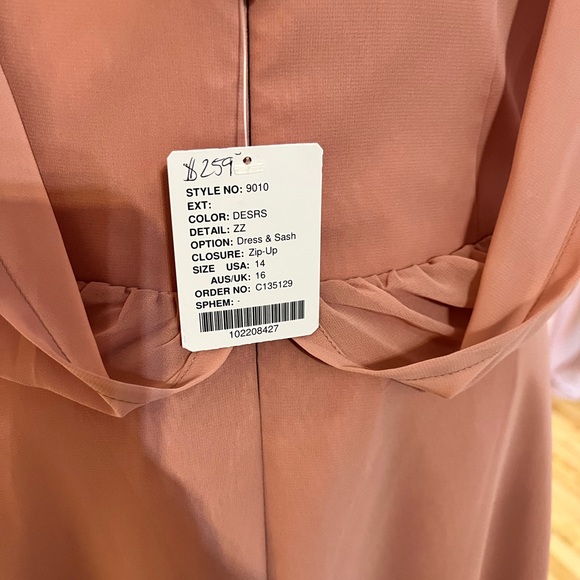 $259
STYLE NO: 9010
EXT:
COLOR: DESRS
DETAIL: ZZ
OPTION: Dress & Sash
CLOSURE: Zip-Up
SIZE USA: 14
AUS/UK: 16
ORDER NO: C135129
SPHEM: -
102208427